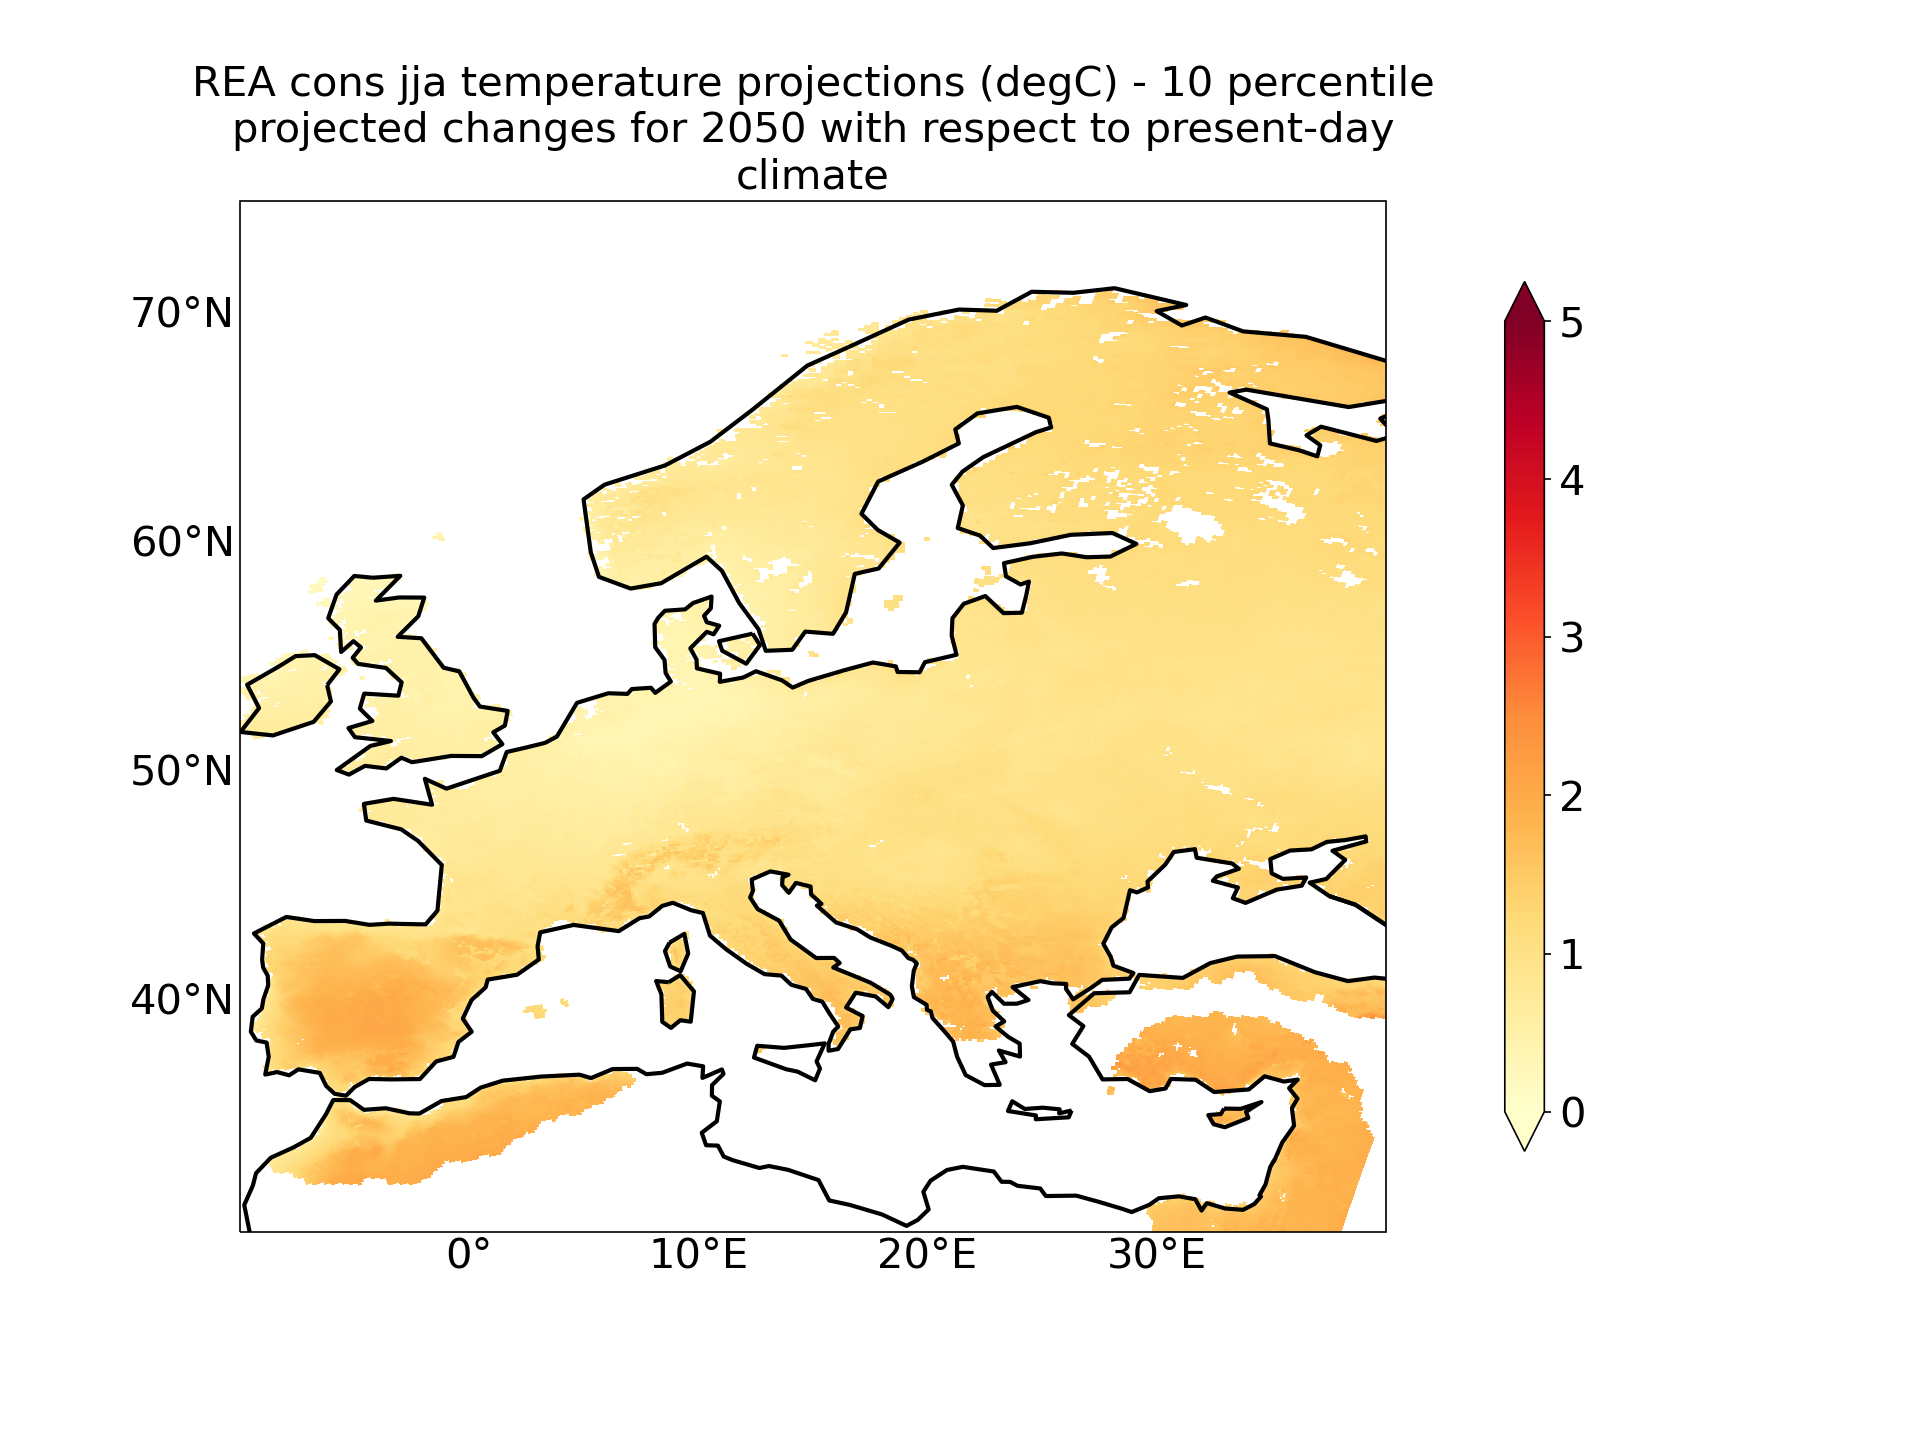 REA cons jja temperature projections (degC) - 10 percentile
projected changes for 2050 with respect to present-day
climate
70°N
60°N
50°N
40°N
0°
10°E
20°E
30°E
5
4
3
2
1
0